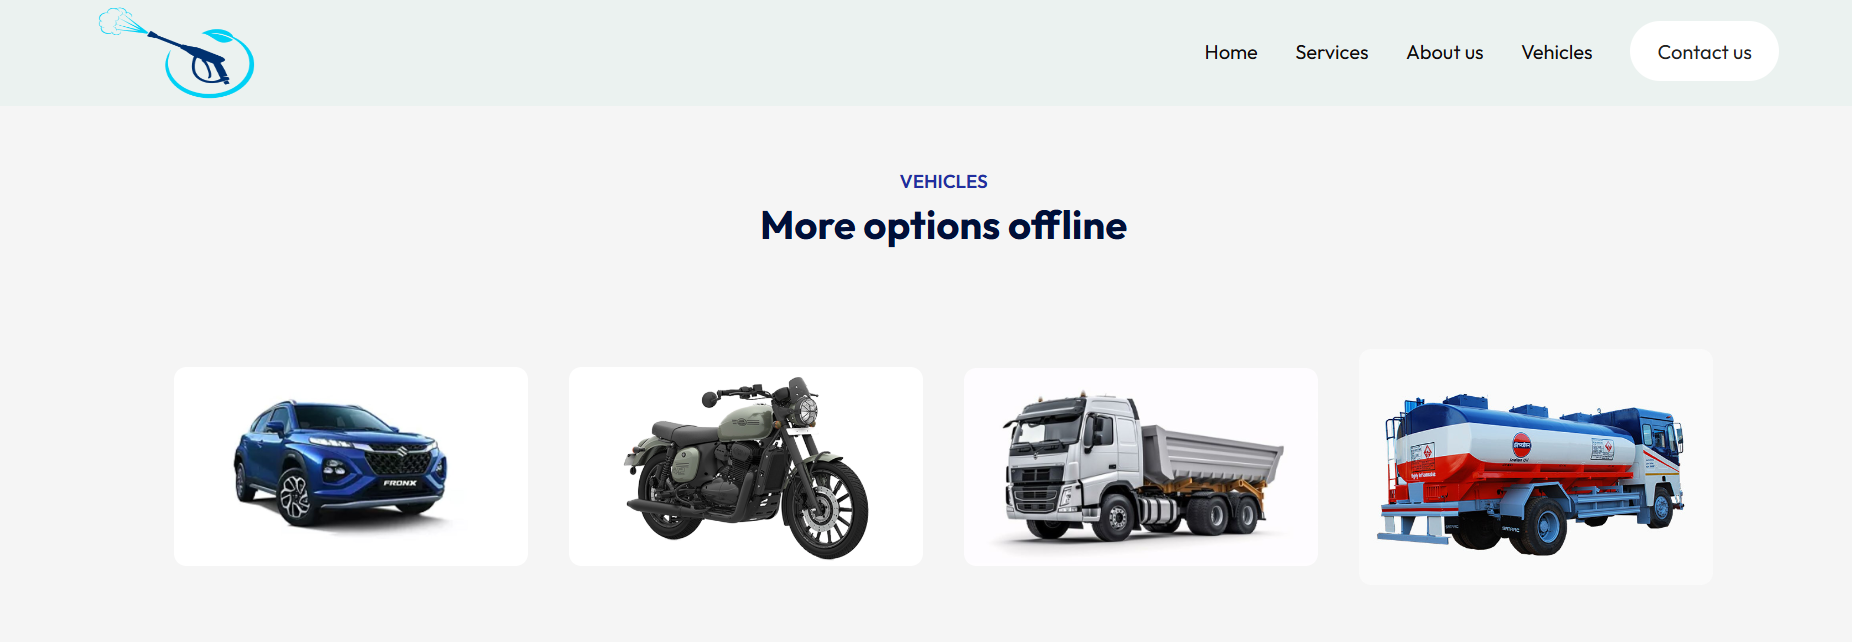 Home Services About us Vehicles Contact us
VEHICLES
More options offline
FRONX